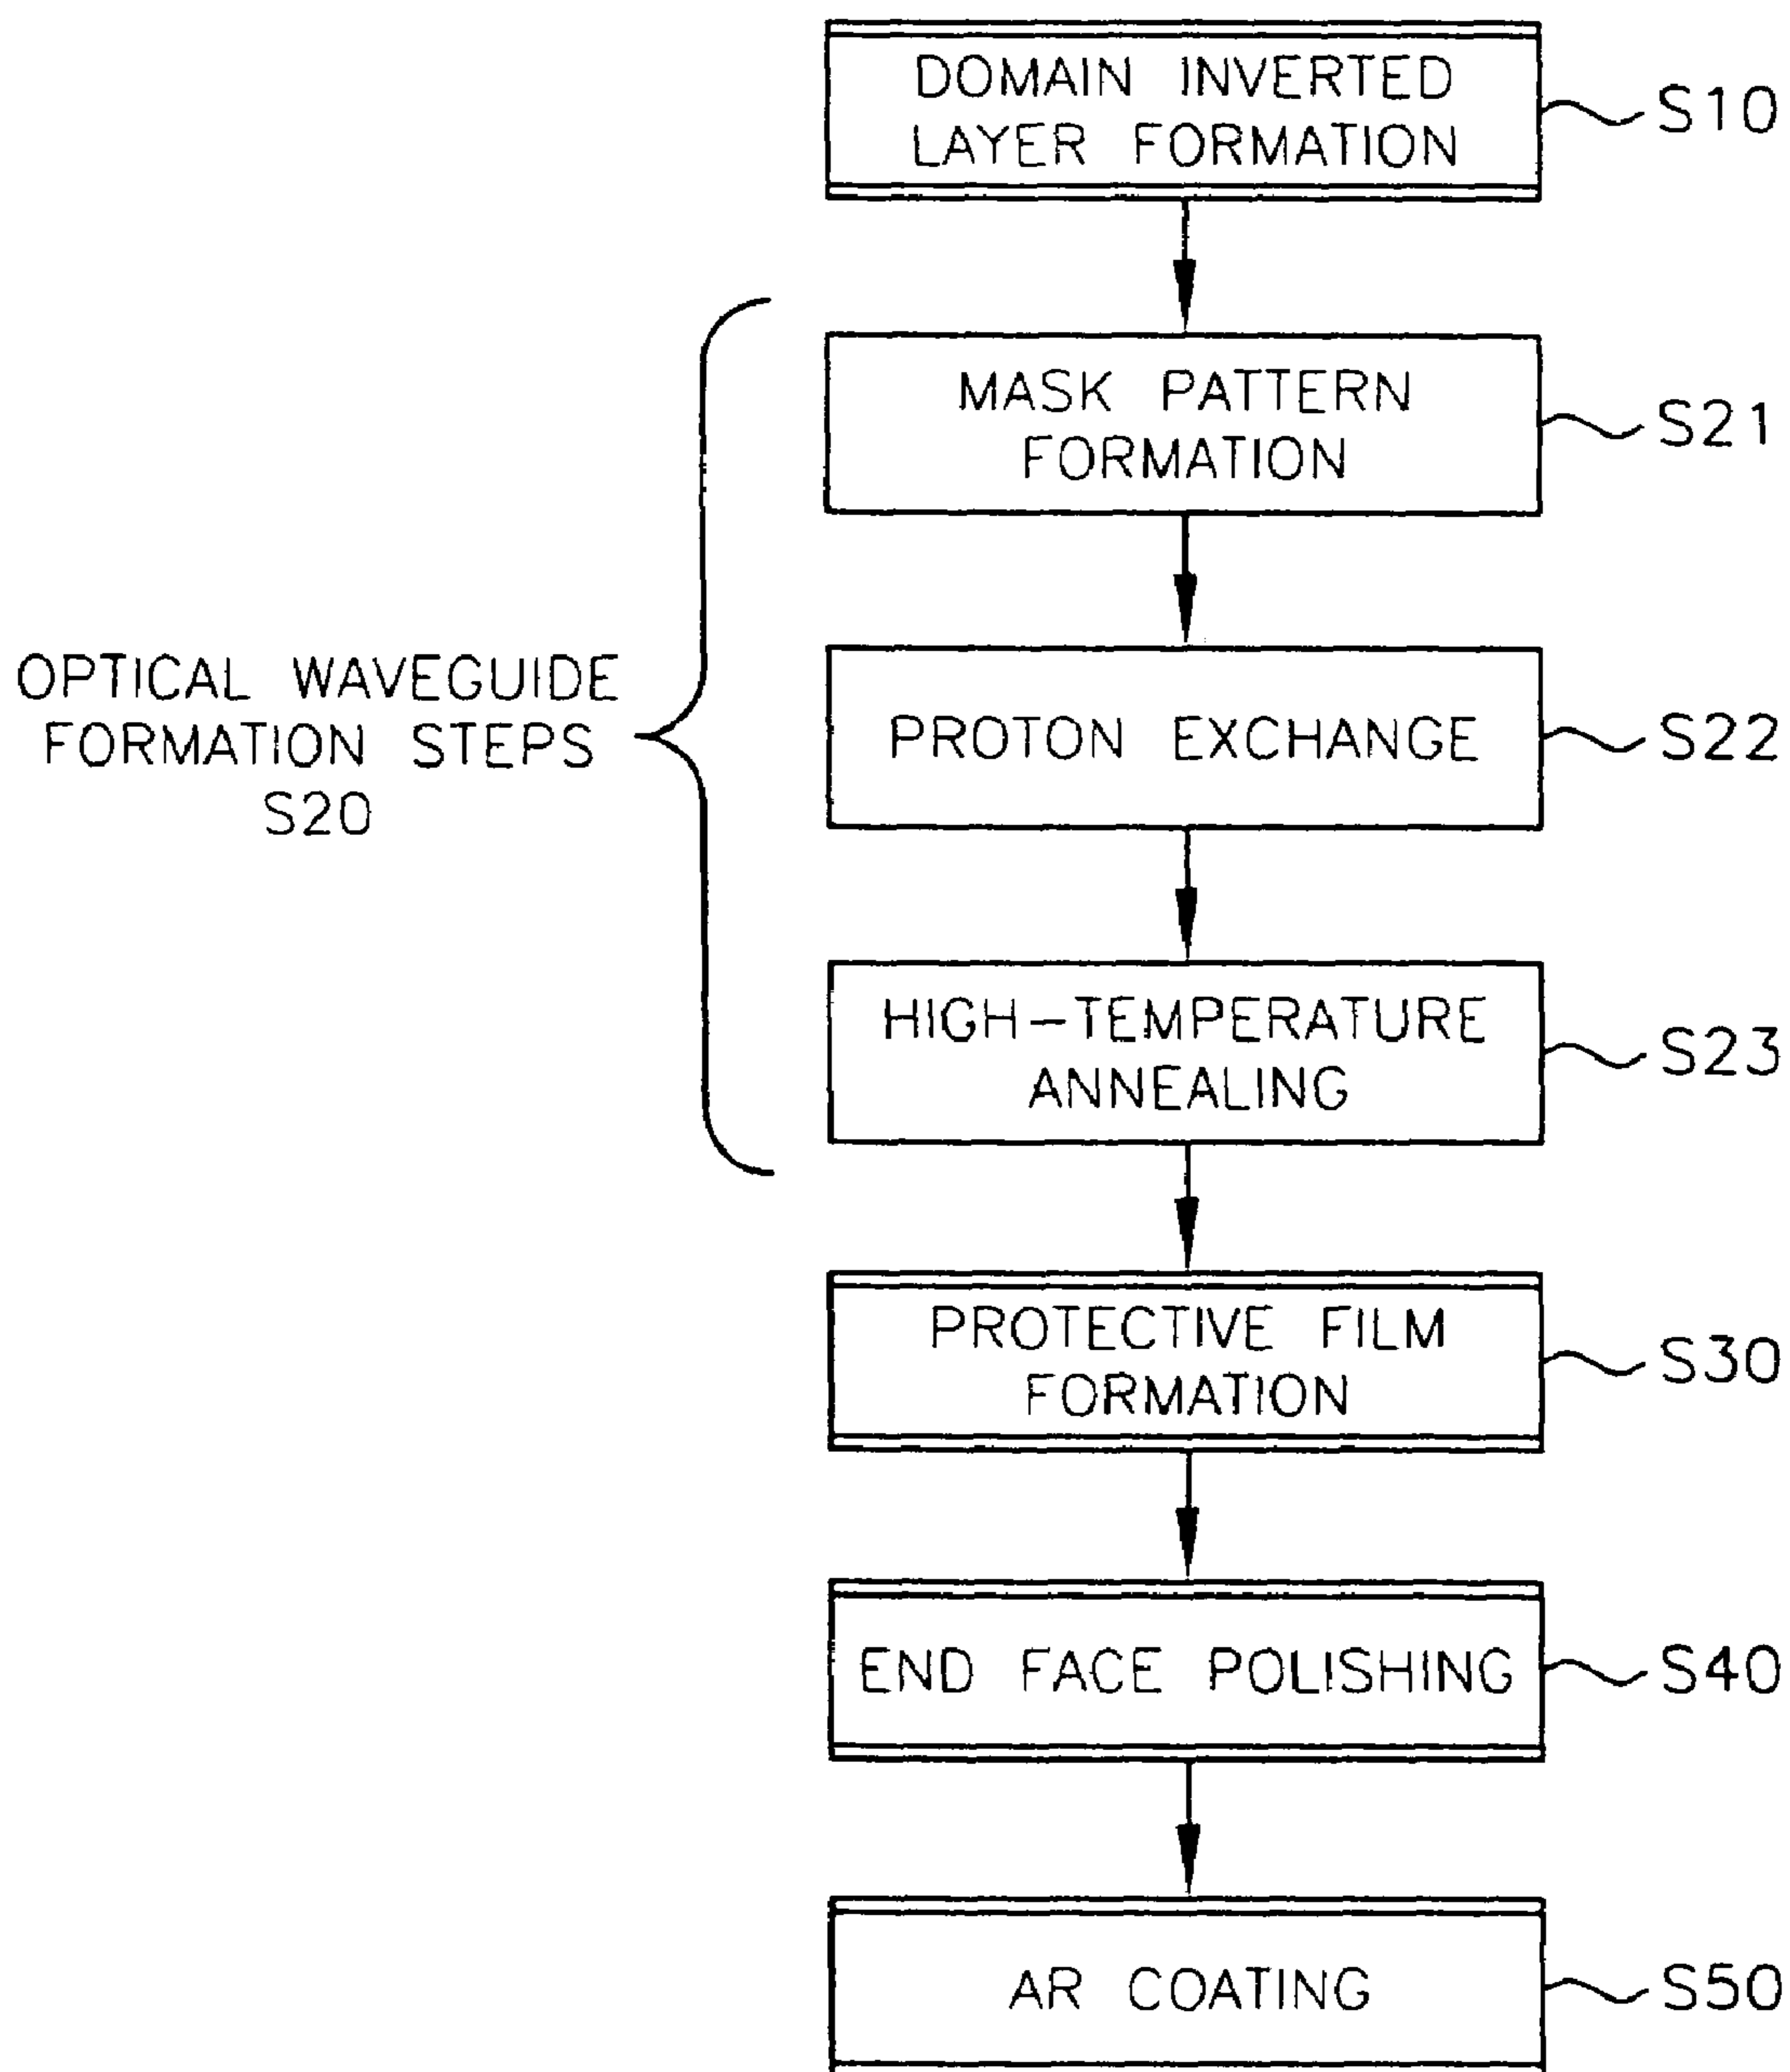 DOMAIN INVERTED
LAYER FORMATION
S10
MASK PATTERN
FORMATION
S21
OPTICAL WAVEGUIDE
FORMATION STEPS
S20
PROTON EXCHANGE
S22
HIGH-TEMPERATURE
ANNEALING
S23
PROTECTIVE FILM
FORMATION
S30
END FACE POLISHING
S40
AR COATING
S50